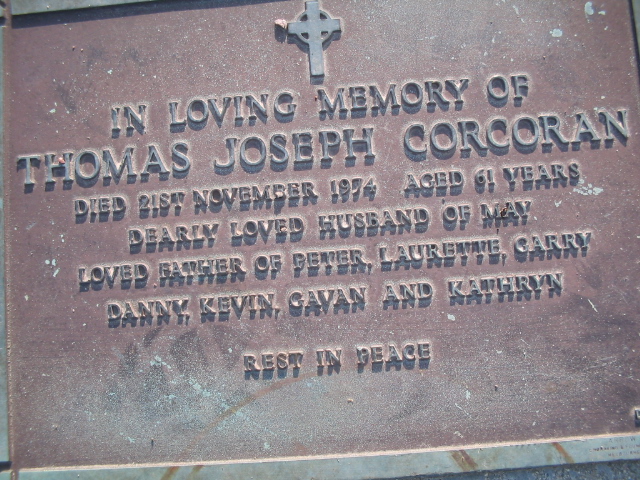 IN LOVING MEMORY OF
THOMAS JOSEPH CORCORAN
DIED 21ST NOVEMBER 1974 AGED 61 YEARS
DEARLY LOVED HUSBAND OF MAY
LOVED FATHER OF PETER, LAURETTE, GARRY
DANNY, KEVIN, GAVAN AND KATHRYN
REST IN PEACE